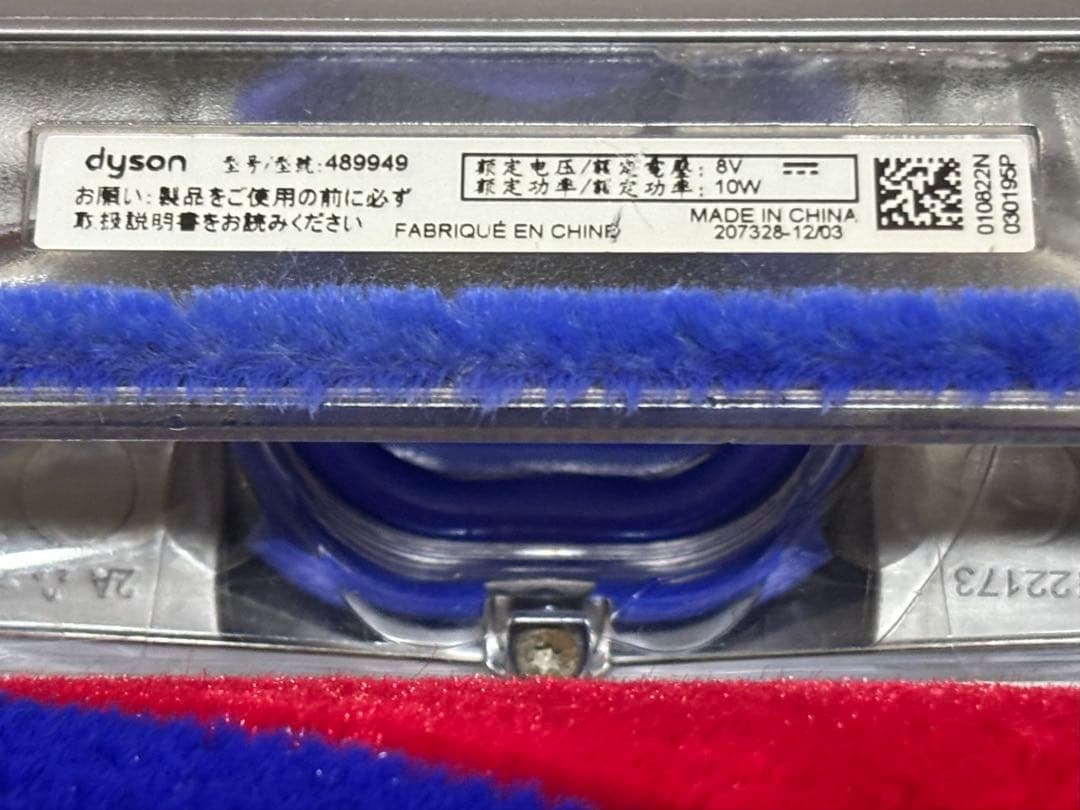 dyson 型号/型號:489949
お願い:製品をご使用の前に必ず
取扱説明書をお読みください
FABRIQUÉ EN CHINE
额定电压/額定電壓: 8V ⎓
额定功率/額定功率: 10W
MADE IN CHINA
207328-12/03
010822N
030195P
222173
2A